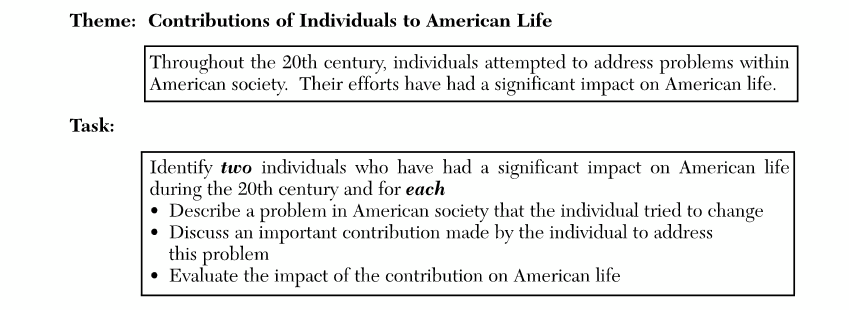 Theme: Contributions of Individuals to American Life
Throughout the 20th century, individuals attempted to address problems within
American society. Their efforts have had a significant impact on American life.
Task:
Identify two individuals who have had a significant impact on American life
during the 20th century and for each
• Describe a problem in American society that the individual tried to change
• Discuss an important contribution made by the individual to address
this problem
• Evaluate the impact of the contribution on American life